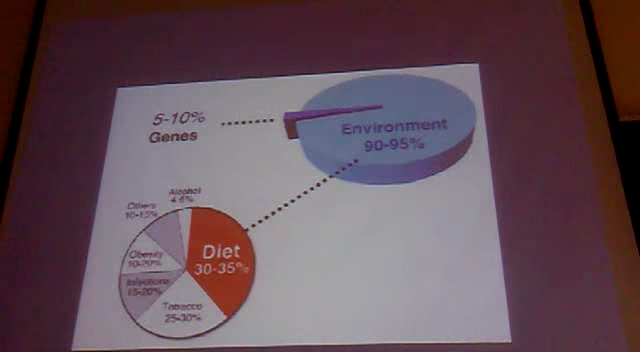 5-10%
Genes
Environment
90-95%
Alcohol
4-6%
Others
10-15%
Diet
30-35%
Obesity
10-20%
Infections
15-20%
Tobacco
25-30%